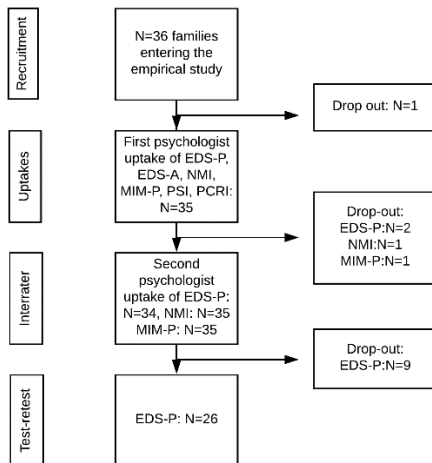 Recruitment
N=36 families
entering the
empirical study
Drop out: N=1
Uptakes
First psychologist
uptake of EDS-P,
EDS-A, NMI,
MIM-P, PSI, PCRI:
N=35
Drop-out:
EDS-P:N=2
NMI:N=1
MIM-P:N=1
Interrater
Second
psychologist
uptake of EDS-P:
N=34, NMI: N=35
MIM-P: N=35
Drop-out:
EDS-P:N=9
Test-retest
EDS-P: N=26